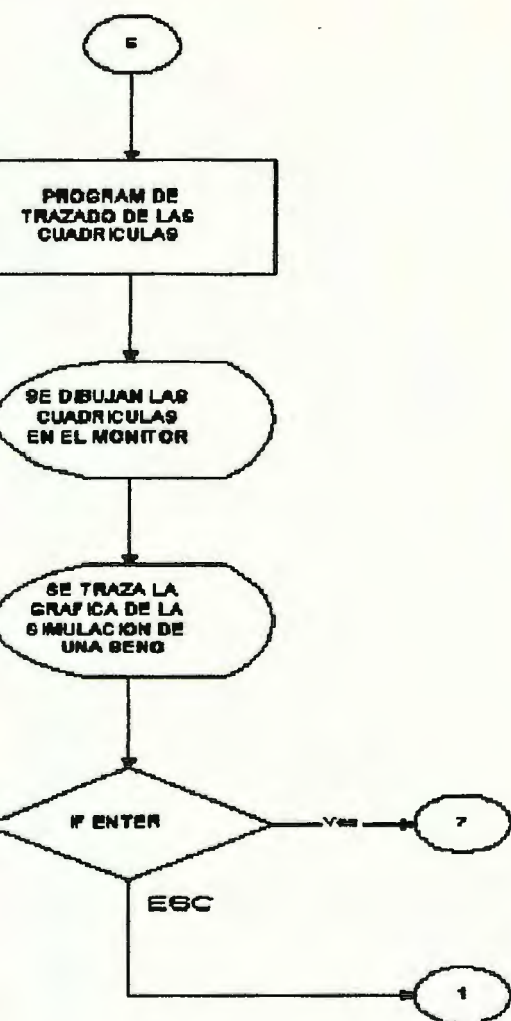 PROGRAM DE
TRAZADO DE LAS
CUADRICULAS
SE DIBUJAN LAS
CUADRICULAS
EN EL MONITOR
SE TRAZA LA
GRAFICA DE LA
SIMULACION DE
UNA SENO
IF ENTER
Yes
7
ESC
1